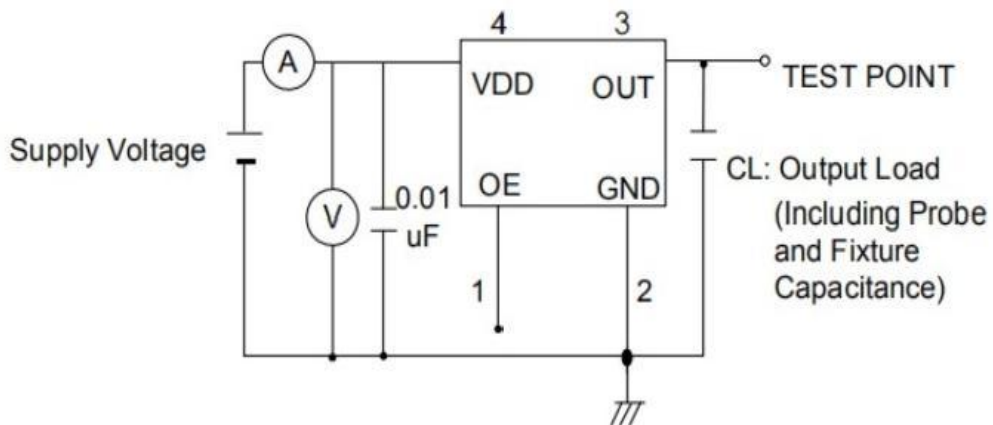 4 3
A
VDD OUT
TEST POINT
Supply Voltage
V
0.01
uF
OE GND
CL: Output Load
(Including Probe
and Fixture
Capacitance)
1 2